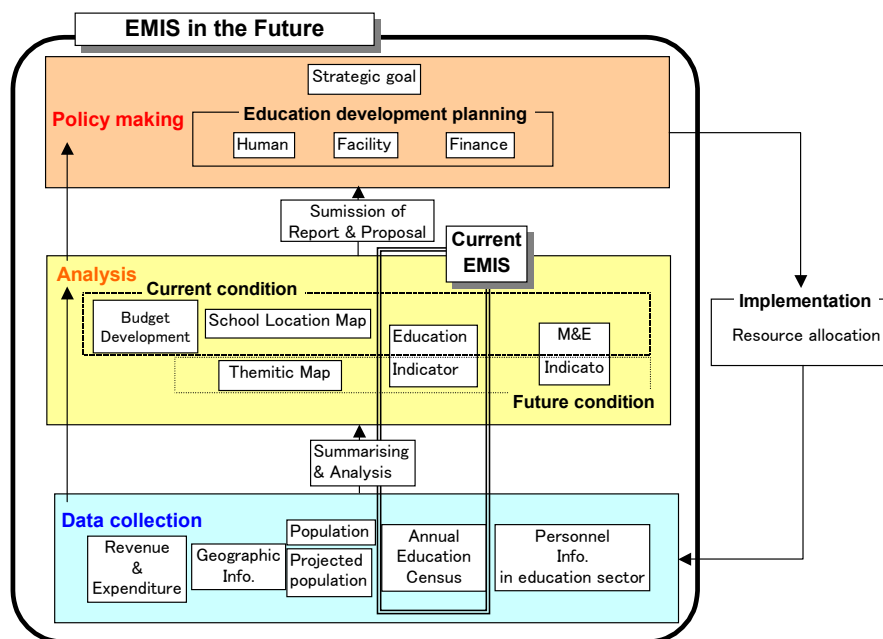 EMIS in the Future
Strategic goal
Policy making
Education development planning
Human
Facility
Finance
Sumission of
Report & Proposal
Current
EMIS
Analysis
Current condition
Budget
Development
School Location Map
Education
Indicator
M&E
Indicato
Themitic Map
Future condition
Implementation
Resource allocation
Summarising
& Analysis
Data collection
Revenue
&
Expenditure
Geographic
Info.
Population
Projected
population
Annual
Education
Census
Personnel
Info.
in education sector